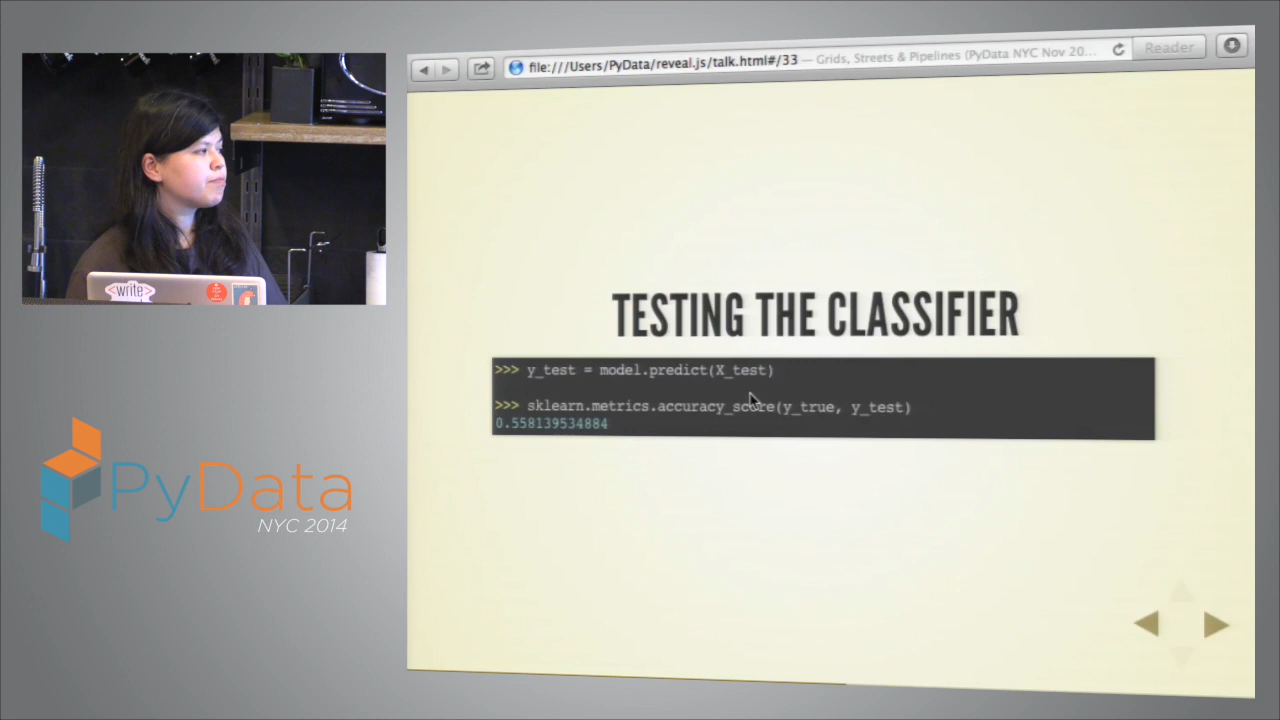 file:///Users/PyData/reveal.js/talk.html#/33 — Grids, Streets & Pipelines (PyData NYC Nov 20...
Reader
<write
TESTING THE CLASSIFIER
>>> y_test = model.predict(X_test)
>>> sklearn.metrics.accuracy_score(y_true, y_test)
0.558139534884
PyData
NYC 2014